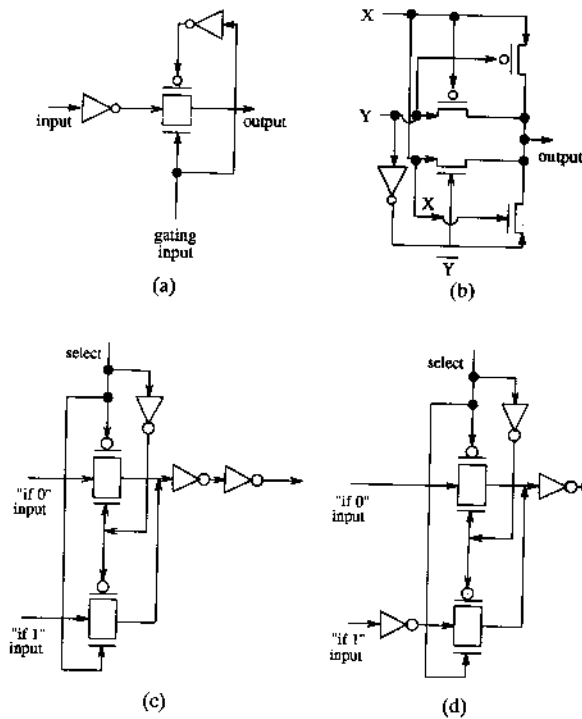 input
output
gating
input
(a)
X
Y
output
X
Y
(b)
select
"if 0"
input
"if 1"
input
(c)
select
"if 0"
input
"if 1"
input
(d)